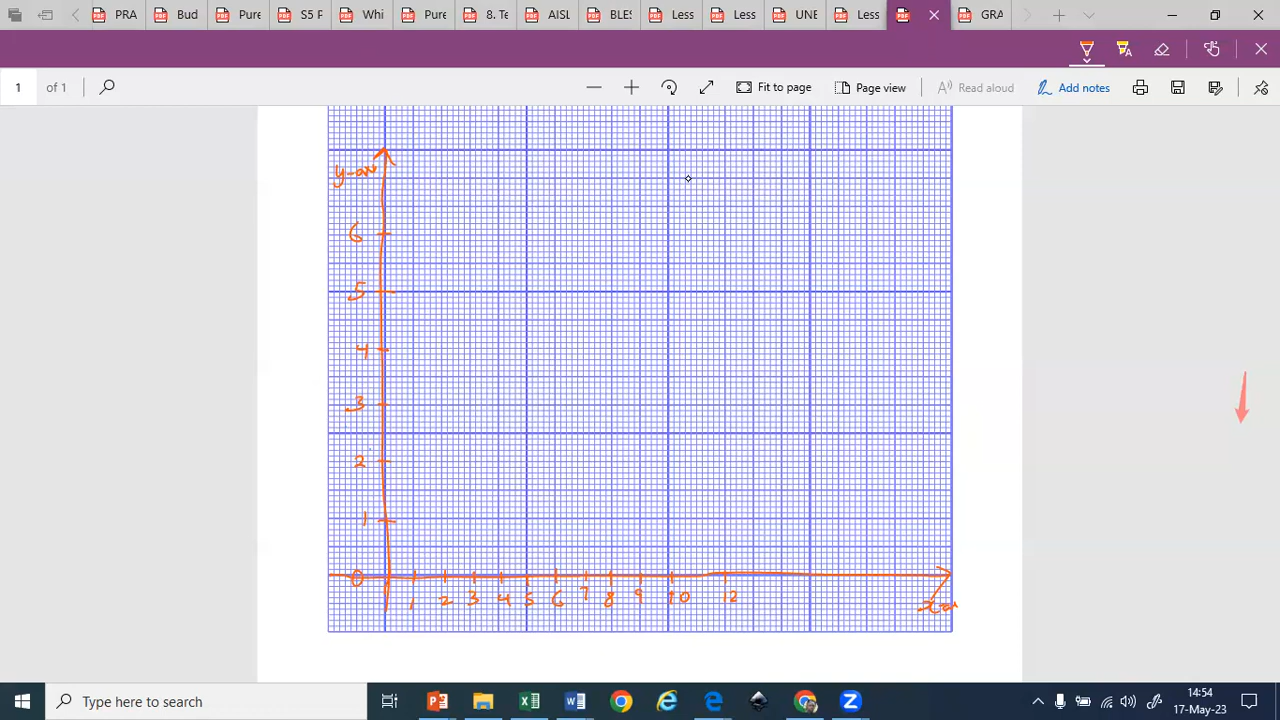 PRA Bud Pure S5 F Whi Pure 8. Te AISL BLES Less Less UNE Less GRA
1 of 1 Fit to page Page view Read aloud Add notes
y-ax
6
5
4
3
2
1
0
1 2 3 4 5 6 7 8 9 10 12
Type here to search
14:54
17-May-23